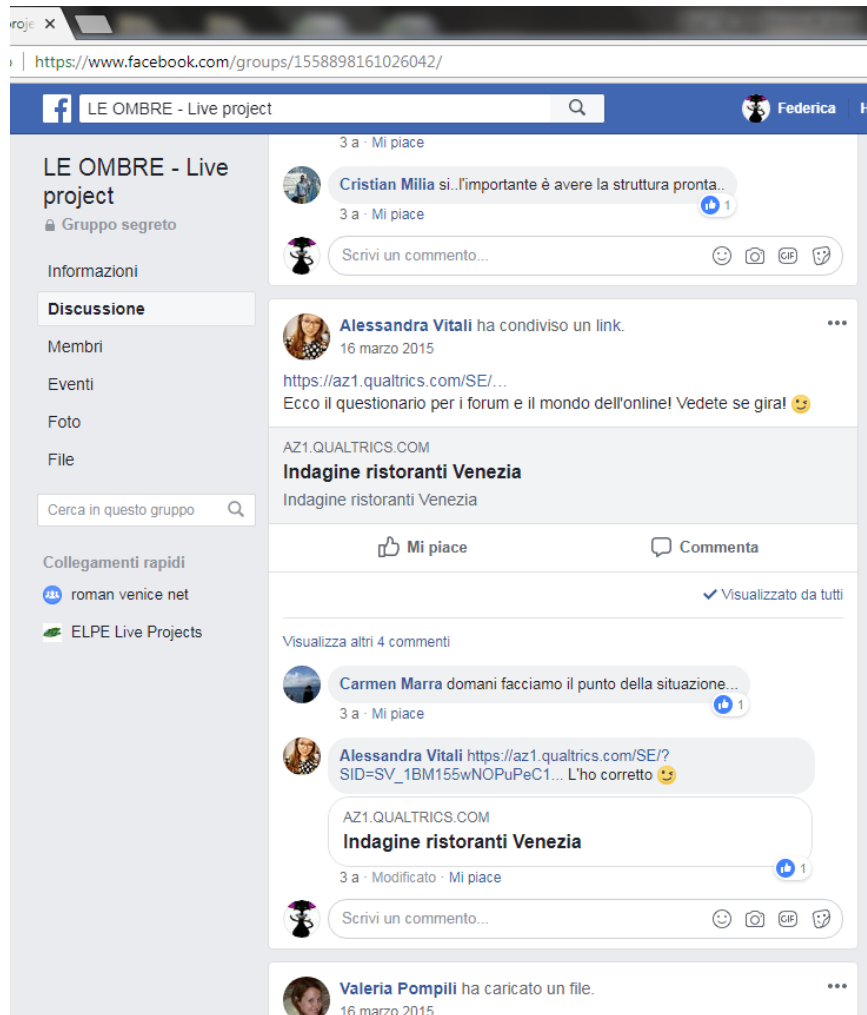 roje
https://www.facebook.com/groups/1558898161026042/
LE OMBRE - Live project
Federica
H
LE OMBRE - Live
project
Gruppo segreto
Informazioni
Discussione
Membri
Eventi
Foto
File
Cerca in questo gruppo
Collegamenti rapidi
roman venice net
ELPE Live Projects
3 a · Mi piace
Cristian Milia si..l'importante è avere la struttura pronta..
1
3 a · Mi piace
Scrivi un commento...
GIF
Alessandra Vitali ha condiviso un link.
16 marzo 2015
https://az1.qualtrics.com/SE/…
Ecco il questionario per i forum e il mondo dell'online! Vedete se gira! 😉
AZ1.QUALTRICS.COM
Indagine ristoranti Venezia
Indagine ristoranti Venezia
Mi piace
Commenta
Visualizzato da tutti
Visualizza altri 4 commenti
Carmen Marra domani facciamo il punto della situazione...
1
3 a · Mi piace
Alessandra Vitali https://az1.qualtrics.com/SE/?
SID=SV_1BM155wNOPuPeC1... L'ho corretto 😉
AZ1.QUALTRICS.COM
Indagine ristoranti Venezia
1
3 a · Modificato · Mi piace
Scrivi un commento...
GIF
Valeria Pompili ha caricato un file.
16 marzo 2015